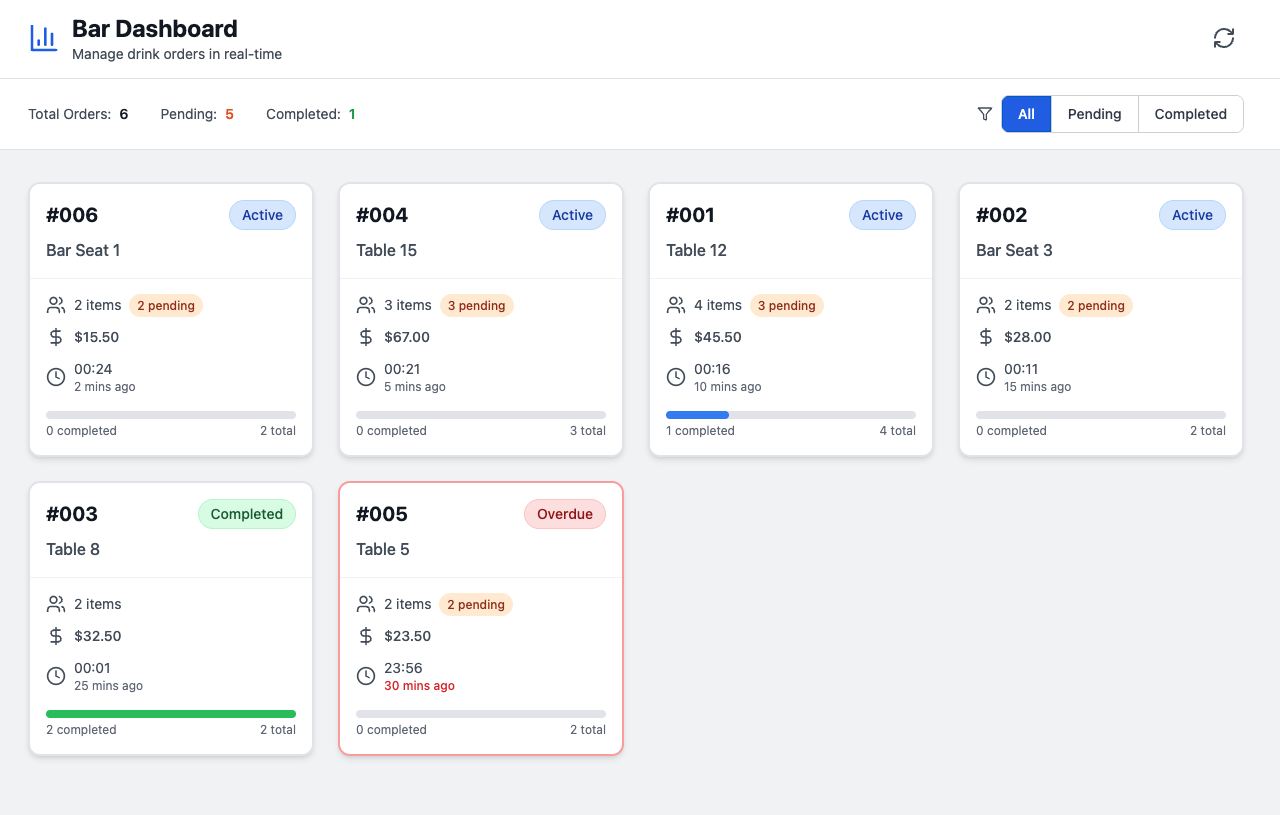 Bar Dashboard
Manage drink orders in real-time
Total Orders: 6 Pending: 5 Completed: 1
All Pending Completed
#006 Active
Bar Seat 1
2 items 2 pending
$15.50
00:24
2 mins ago
0 completed 2 total
#004 Active
Table 15
3 items 3 pending
$67.00
00:21
5 mins ago
0 completed 3 total
#001 Active
Table 12
4 items 3 pending
$45.50
00:16
10 mins ago
1 completed 4 total
#002 Active
Bar Seat 3
2 items 2 pending
$28.00
00:11
15 mins ago
0 completed 2 total
#003 Completed
Table 8
2 items
$32.50
00:01
25 mins ago
2 completed 2 total
#005 Overdue
Table 5
2 items 2 pending
$23.50
23:56
30 mins ago
0 completed 2 total